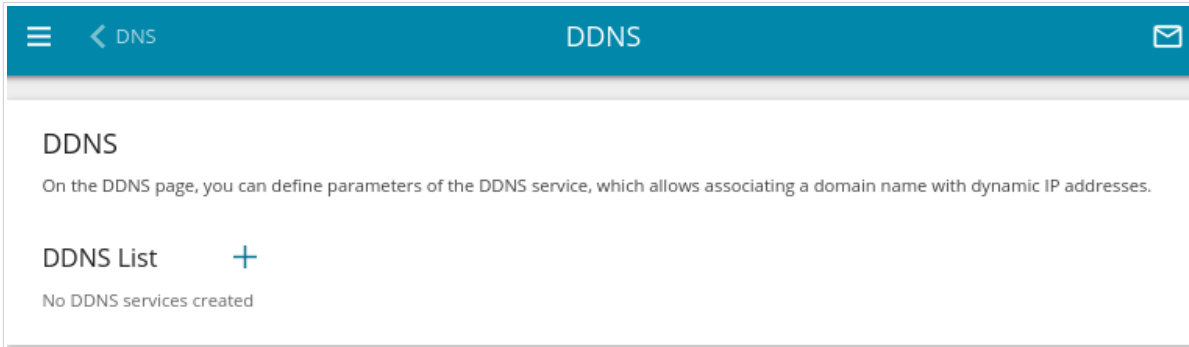 DNS
DDNS
DDNS
On the DDNS page, you can define parameters of the DDNS service, which allows associating a domain name with dynamic IP addresses.
DDNS List
No DDNS services created